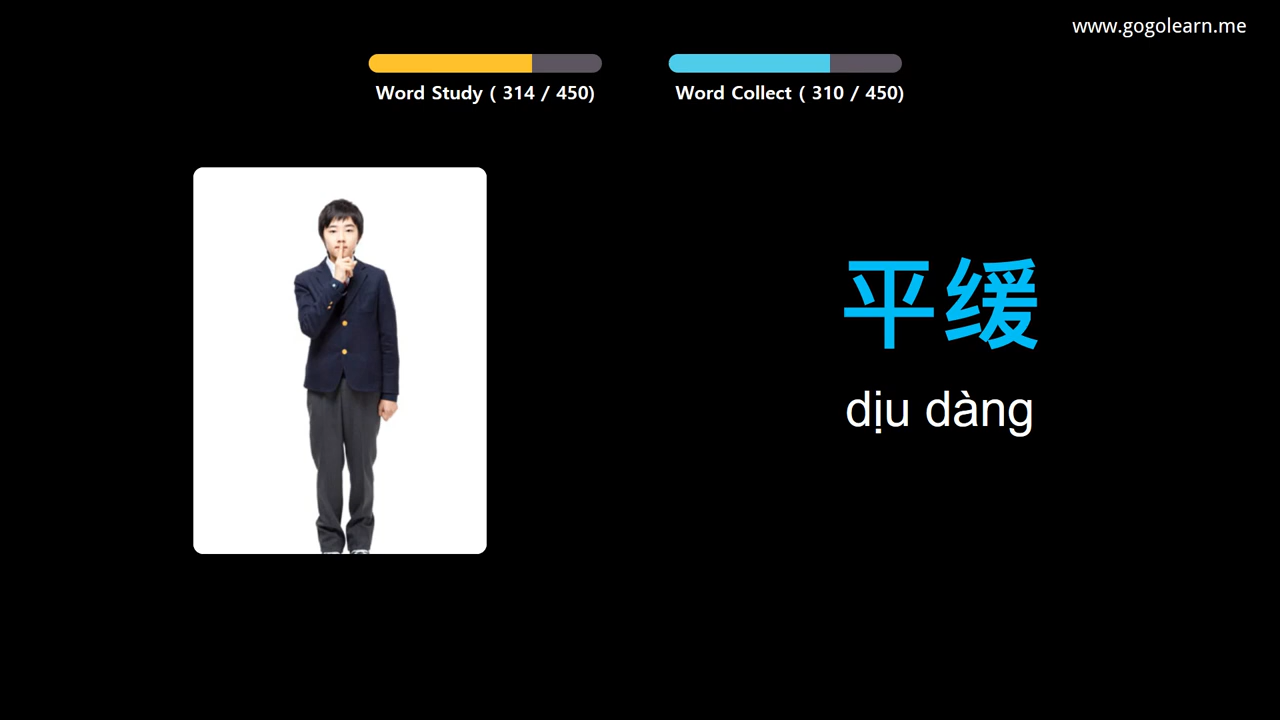 www.gogolearn.me
Word Study ( 314 / 450)
Word Collect ( 310 / 450)
平缓
dịu dàng